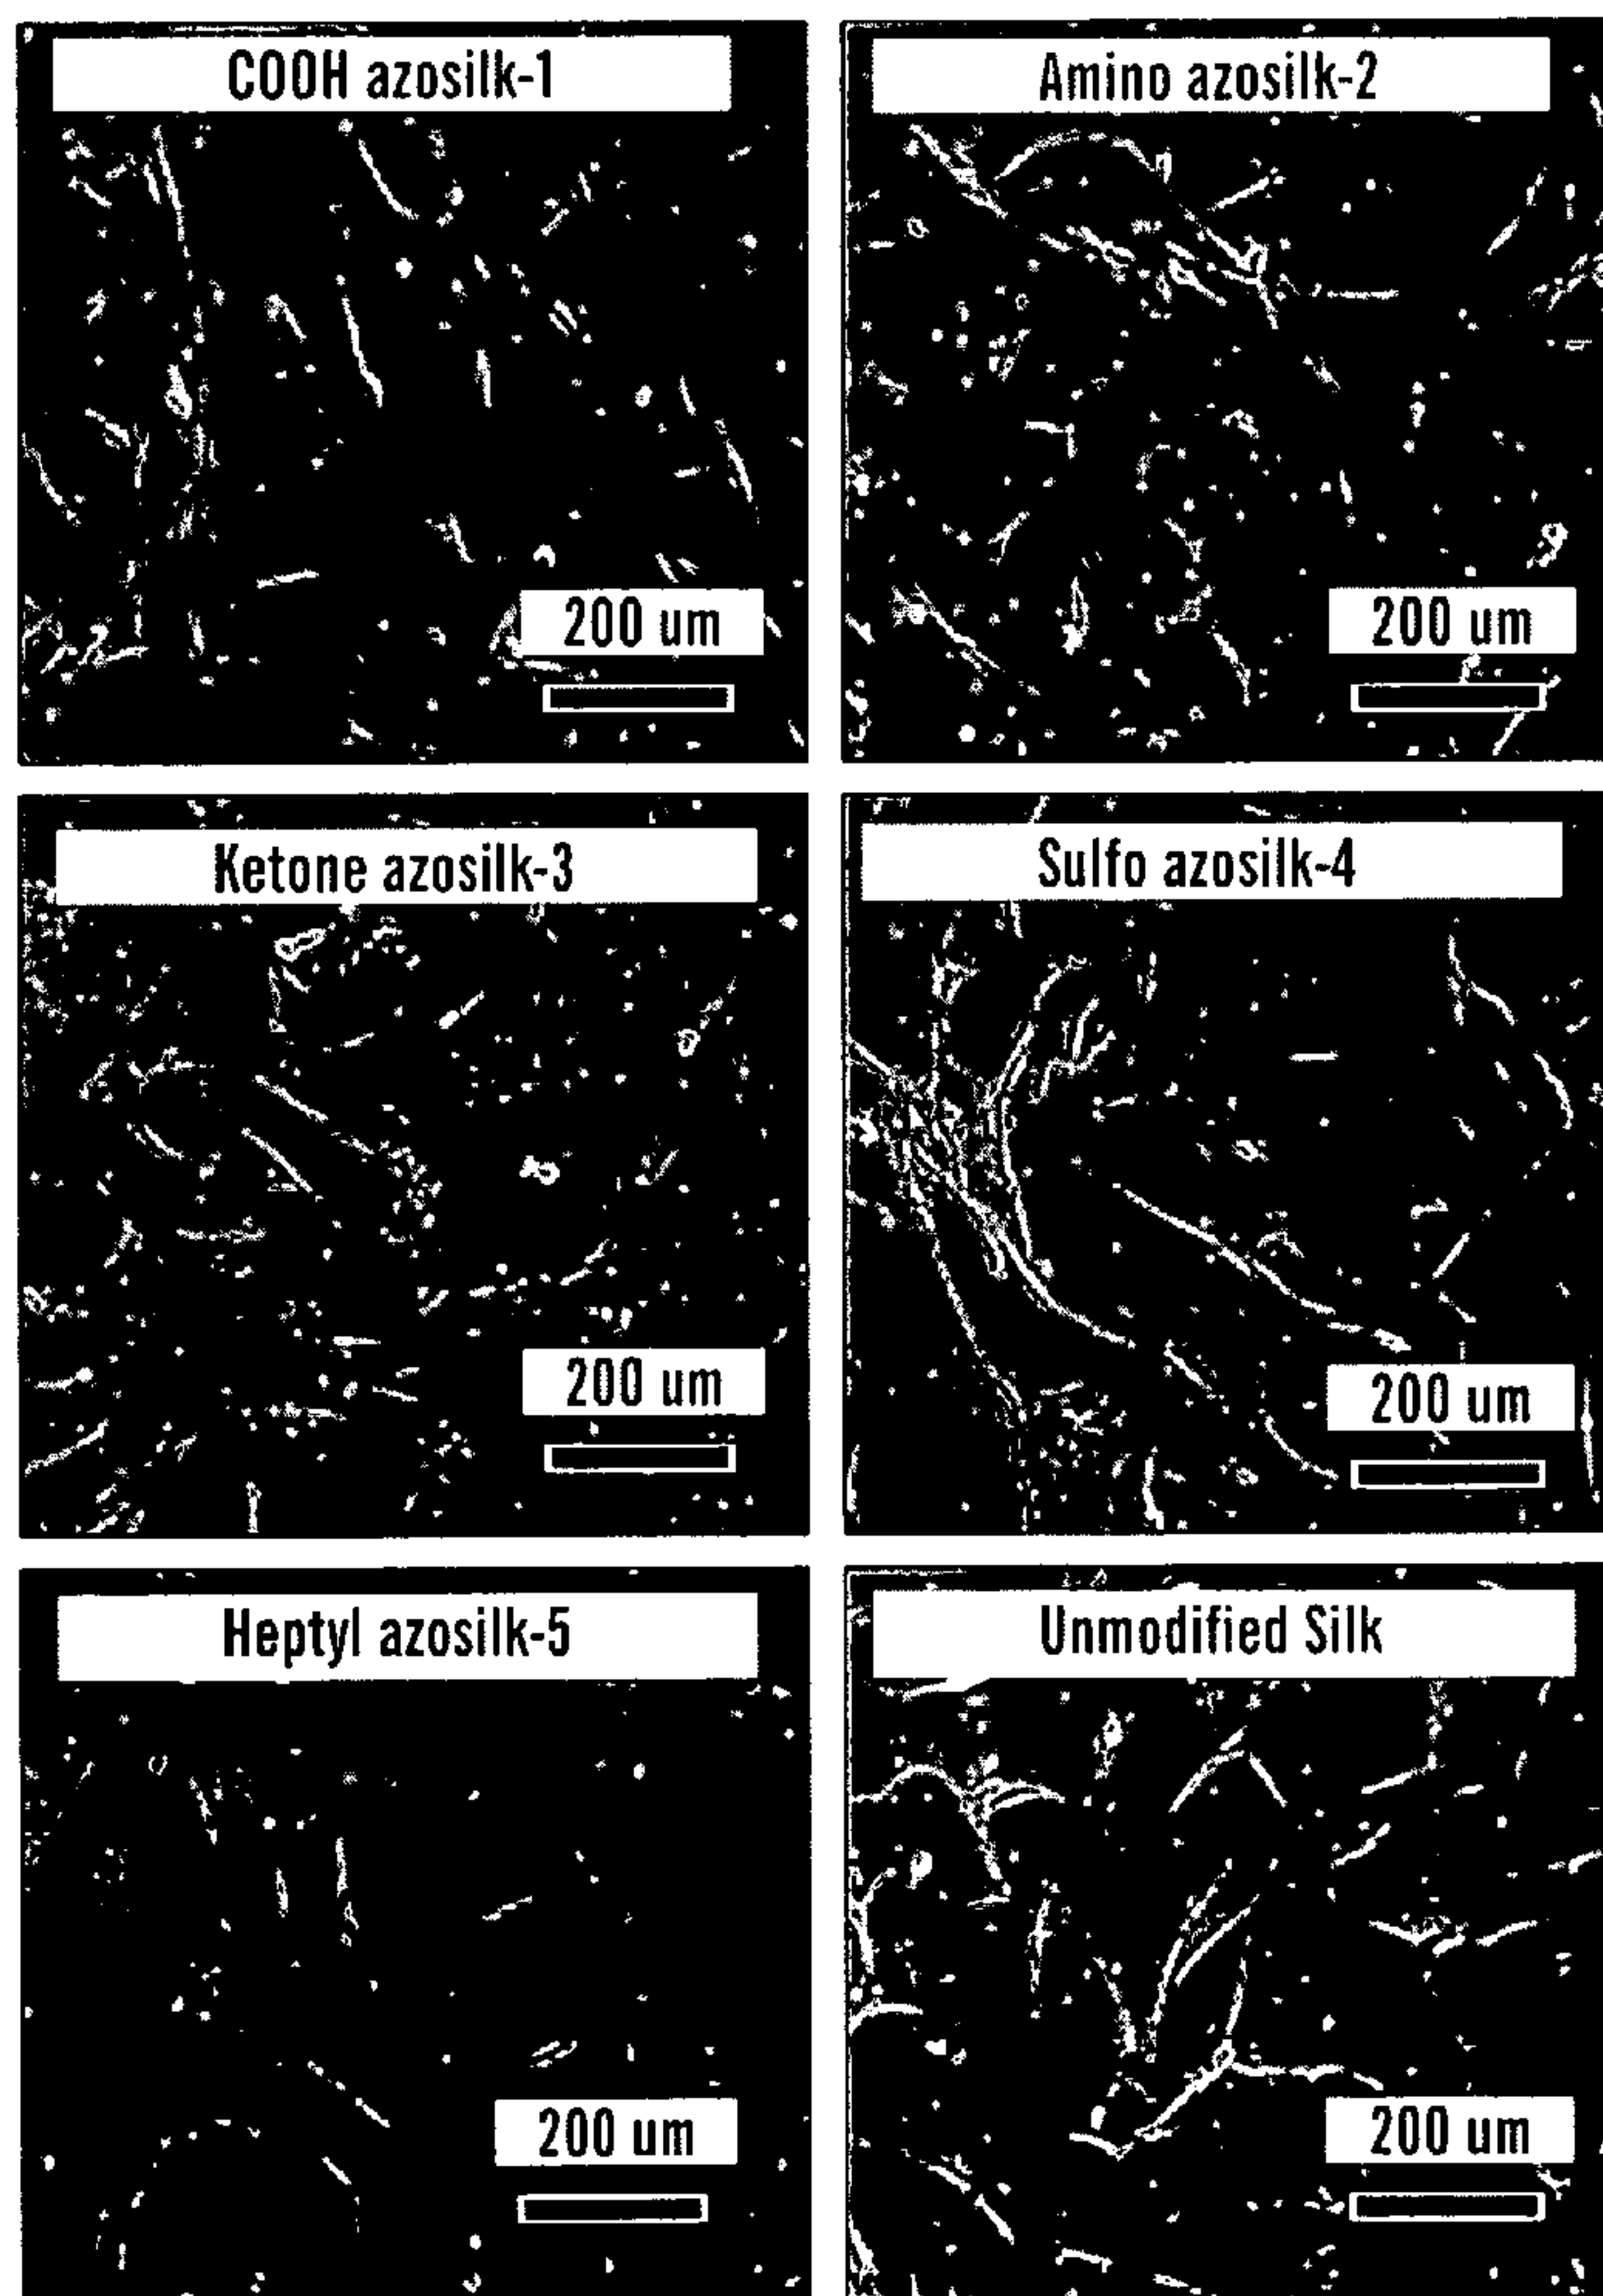 COOH azosilk-1
Amino azosilk-2
200 um
200 um
Ketone azosilk-3
Sulfo azosilk-4
200 um
200 um
Heptyl azosilk-5
Unmodified Silk
200 um
200 um